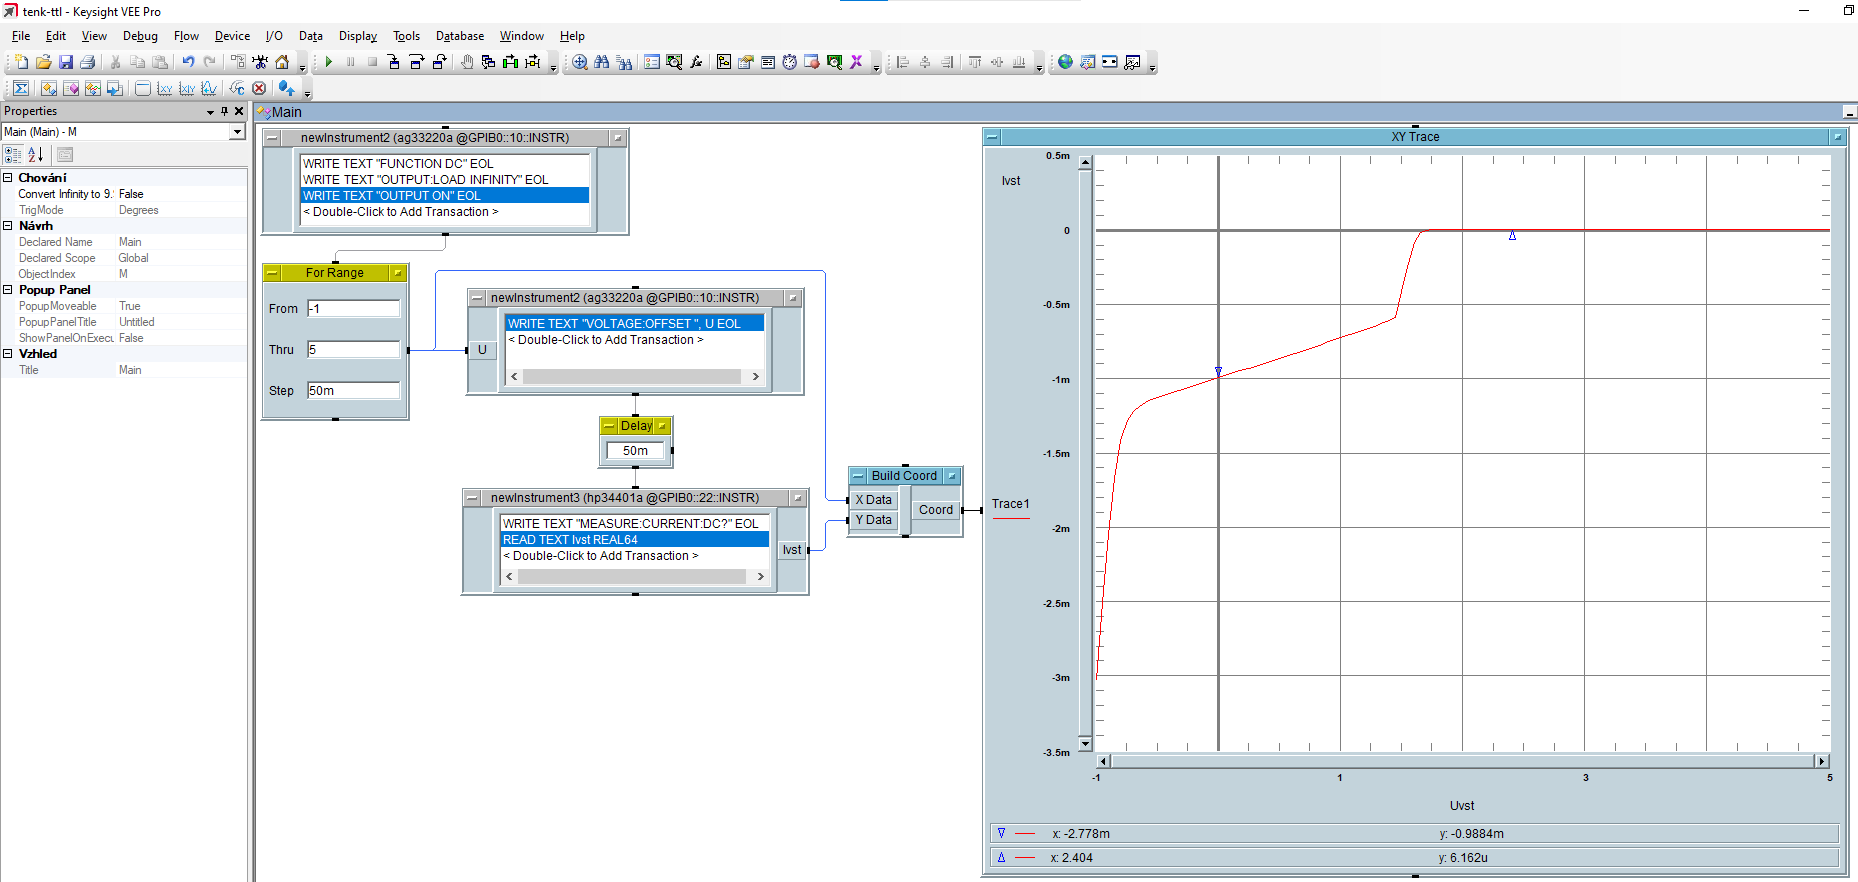 tenk-ttl - Keysight VEE Pro
File Edit View Debug Flow Device I/O Data Display Tools Database Window Help
Properties
Main (Main) - M
Chování
Convert Infinity to 9. False
TrigMode Degrees
Návrh
Declared Name Main
Declared Scope Global
ObjectIndex M
Popup Panel
PopupMoveable True
PopupPanelTitle Untitled
ShowPanelOnExecu False
Vzhled
Title Main
Main
newInstrument2 (ag33220a @GPIB0::10::INSTR)
WRITE TEXT "FUNCTION DC" EOL
WRITE TEXT "OUTPUT:LOAD INFINITY" EOL
WRITE TEXT "OUTPUT ON" EOL
< Double-Click to Add Transaction >
For Range
From -1
Thru 5
Step 50m
newInstrument2 (ag33220a @GPIB0::10::INSTR)
U
WRITE TEXT "VOLTAGE:OFFSET ", U EOL
< Double-Click to Add Transaction >
Delay
50m
newInstrument3 (hp34401a @GPIB0::22::INSTR)
WRITE TEXT "MEASURE:CURRENT:DC?" EOL
READ TEXT Ivst REAL64
< Double-Click to Add Transaction >
Ivst
Build Coord
X Data
Y Data
Coord
XY Trace
Ivst
Trace1
0.5m
0
-0.5m
-1m
-1.5m
-2m
-2.5m
-3m
-3.5m
-1 1 3 5
Uvst
x: -2.778m y: -0.9884m
x: 2.404 y: 6.162u